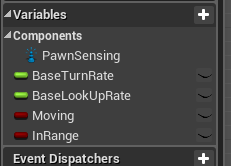 Variables
Components
PawnSensing
BaseTurnRate
BaseLookUpRate
Moving
InRange
Event Dispatchers